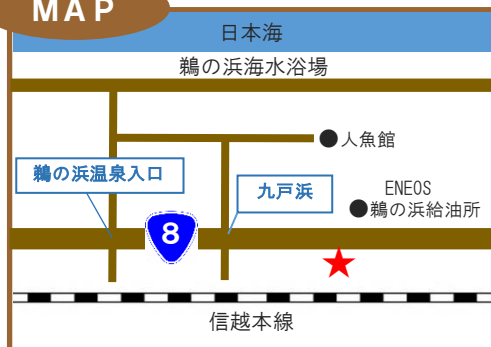 MAP
日本海
鵜の浜海水浴場
人魚館
鵜の浜温泉入口
九戸浜
ENEOS
鵜の浜給油所
8
信越本線